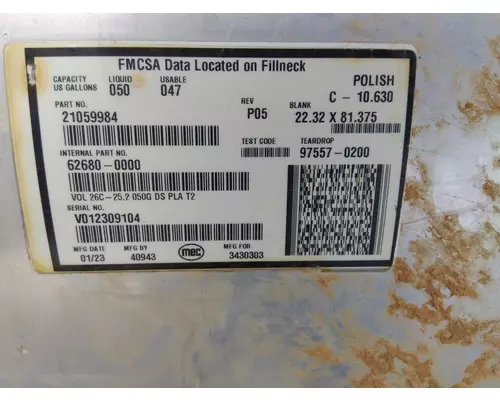 FMCSA Data Located on Fillneck
CAPACITY LIQUID USABLE POLISH
US GALLONS 050 047 C - 10.630
PART NO. REV BLANK
21059984 P05 22.32 X 81.375
TEST CODE TEARDROP
INTERNAL PART NO. 97557-0200
62680-0000
VOL 26C-25.2 050G DS PLA T2
SERIAL NO.
V012309104
MFG DATE MFG BY mec MFG FOR
01/23 40943 3430303